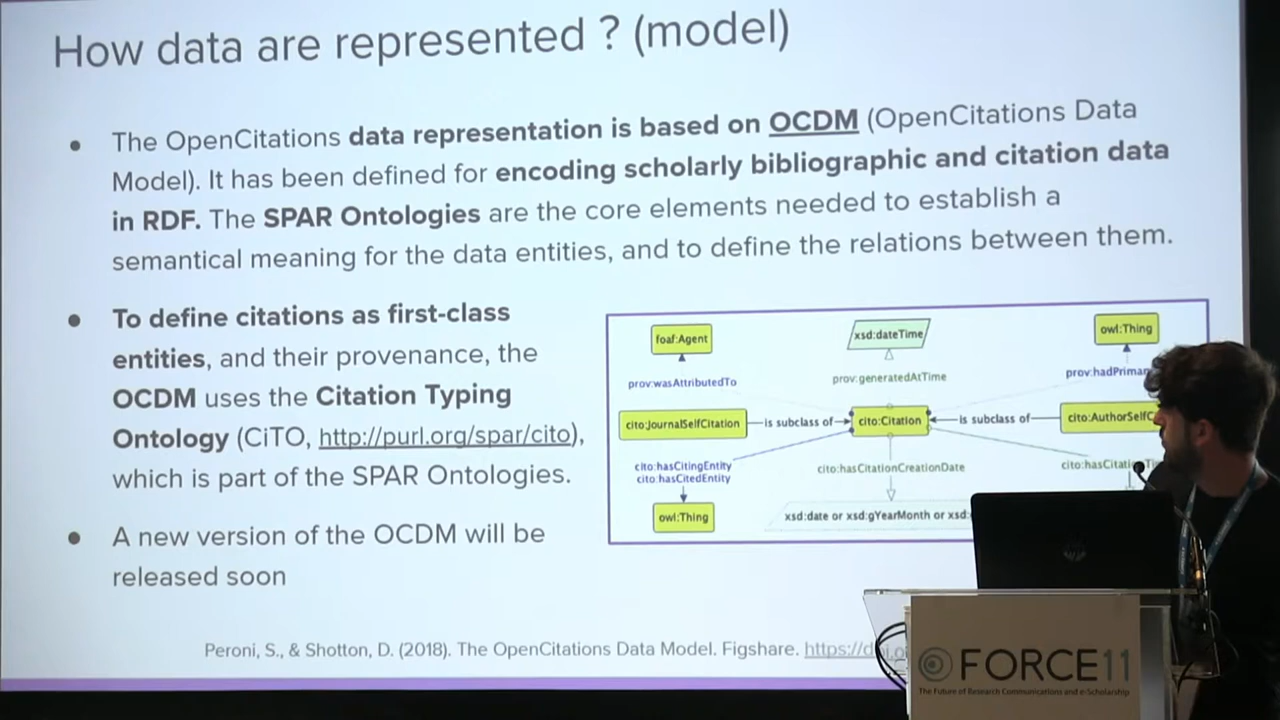 How data are represented ? (model)
The OpenCitations data representation is based on OCDM (OpenCitations Data
Model). It has been defined for encoding scholarly bibliographic and citation data
in RDF. The SPAR Ontologies are the core elements needed to establish a
semantical meaning for the data entities, and to define the relations between them.
To define citations as first-class
entities, and their provenance, the
OCDM uses the Citation Typing
Ontology (CiTO, http://purl.org/spar/cito),
which is part of the SPAR Ontologies.
A new version of the OCDM will be
released soon
foaf:Agent
xsd:dateTime
owl:Thing
prov:wasAttributedTo
prov:generatedAtTime
prov:hadPrimar
cito:JournalSelfCitation
is subclass of
cito:Citation
is subclass of
cito:AuthorSelfC
cito:hasCitingEntity
cito:hasCitedEntity
cito:hasCitationCreationDate
cito:hasCitatio
owl:Thing
xsd:date or xsd:gYearMonth or xsd:
Peroni, S., & Shotton, D. (2018). The OpenCitations Data Model. Figshare. https://d
FORCE11
The Future of Research Communications and e-Scholarship